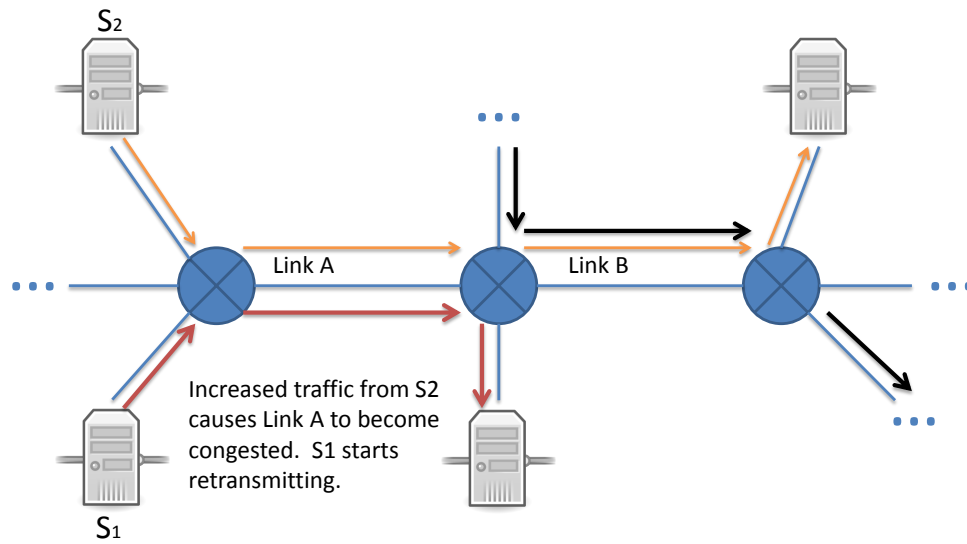 S2
Link A
Link B
Increased traffic from S2
causes Link A to become
congested. S1 starts
retransmitting.
S1